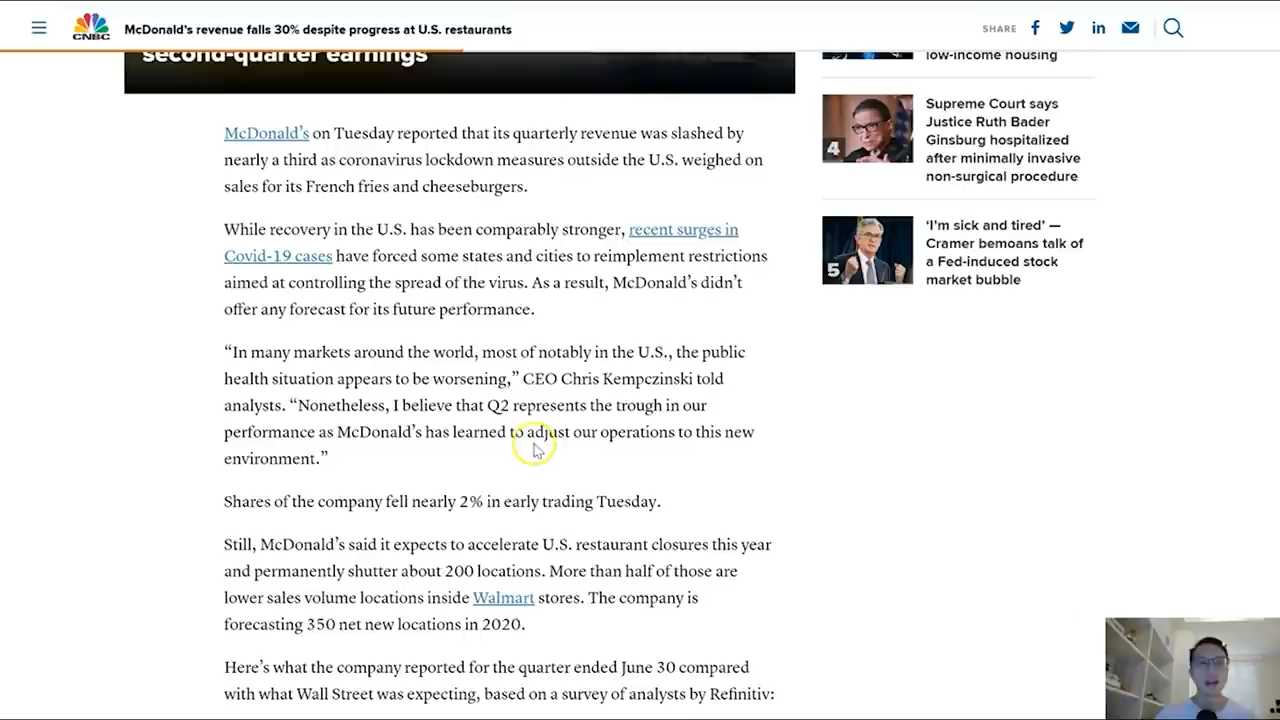 CNBC
McDonald's revenue falls 30% despite progress at U.S. restaurants
SHARE
second-quarter earnings
McDonald's on Tuesday reported that its quarterly revenue was slashed by
nearly a third as coronavirus lockdown measures outside the U.S. weighed on
sales for its French fries and cheeseburgers.
While recovery in the U.S. has been comparably stronger, recent surges in
Covid-19 cases have forced some states and cities to reimplement restrictions
aimed at controlling the spread of the virus. As a result, McDonald's didn't
offer any forecast for its future performance.
“In many markets around the world, most of notably in the U.S., the public
health situation appears to be worsening,” CEO Chris Kempczinski told
analysts. “Nonetheless, I believe that Q2 represents the trough in our
performance as McDonald's has learned to adjust our operations to this new
environment.”
Shares of the company fell nearly 2% in early trading Tuesday.
Still, McDonald's said it expects to accelerate U.S. restaurant closures this year
and permanently shutter about 200 locations. More than half of those are
lower sales volume locations inside Walmart stores. The company is
forecasting 350 net new locations in 2020.
Here's what the company reported for the quarter ended June 30 compared
with what Wall Street was expecting, based on a survey of analysts by Refinitiv:
low-income housing
4
Supreme Court says
Justice Ruth Bader
Ginsburg hospitalized
after minimally invasive
non-surgical procedure
5
‘I'm sick and tired’ —
Cramer bemoans talk of
a Fed-induced stock
market bubble